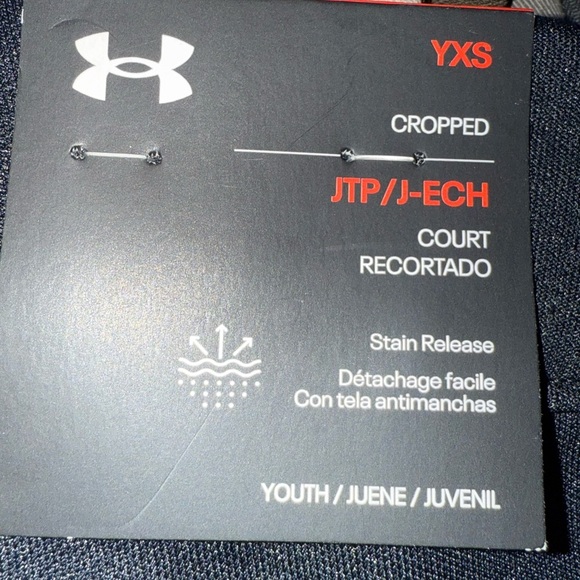 YXS
CROPPED
JTP/J-ECH
COURT
RECORTADO
Stain Release
Détachage facile
Con tela antimanchas
YOUTH / JUENE / JUVENIL